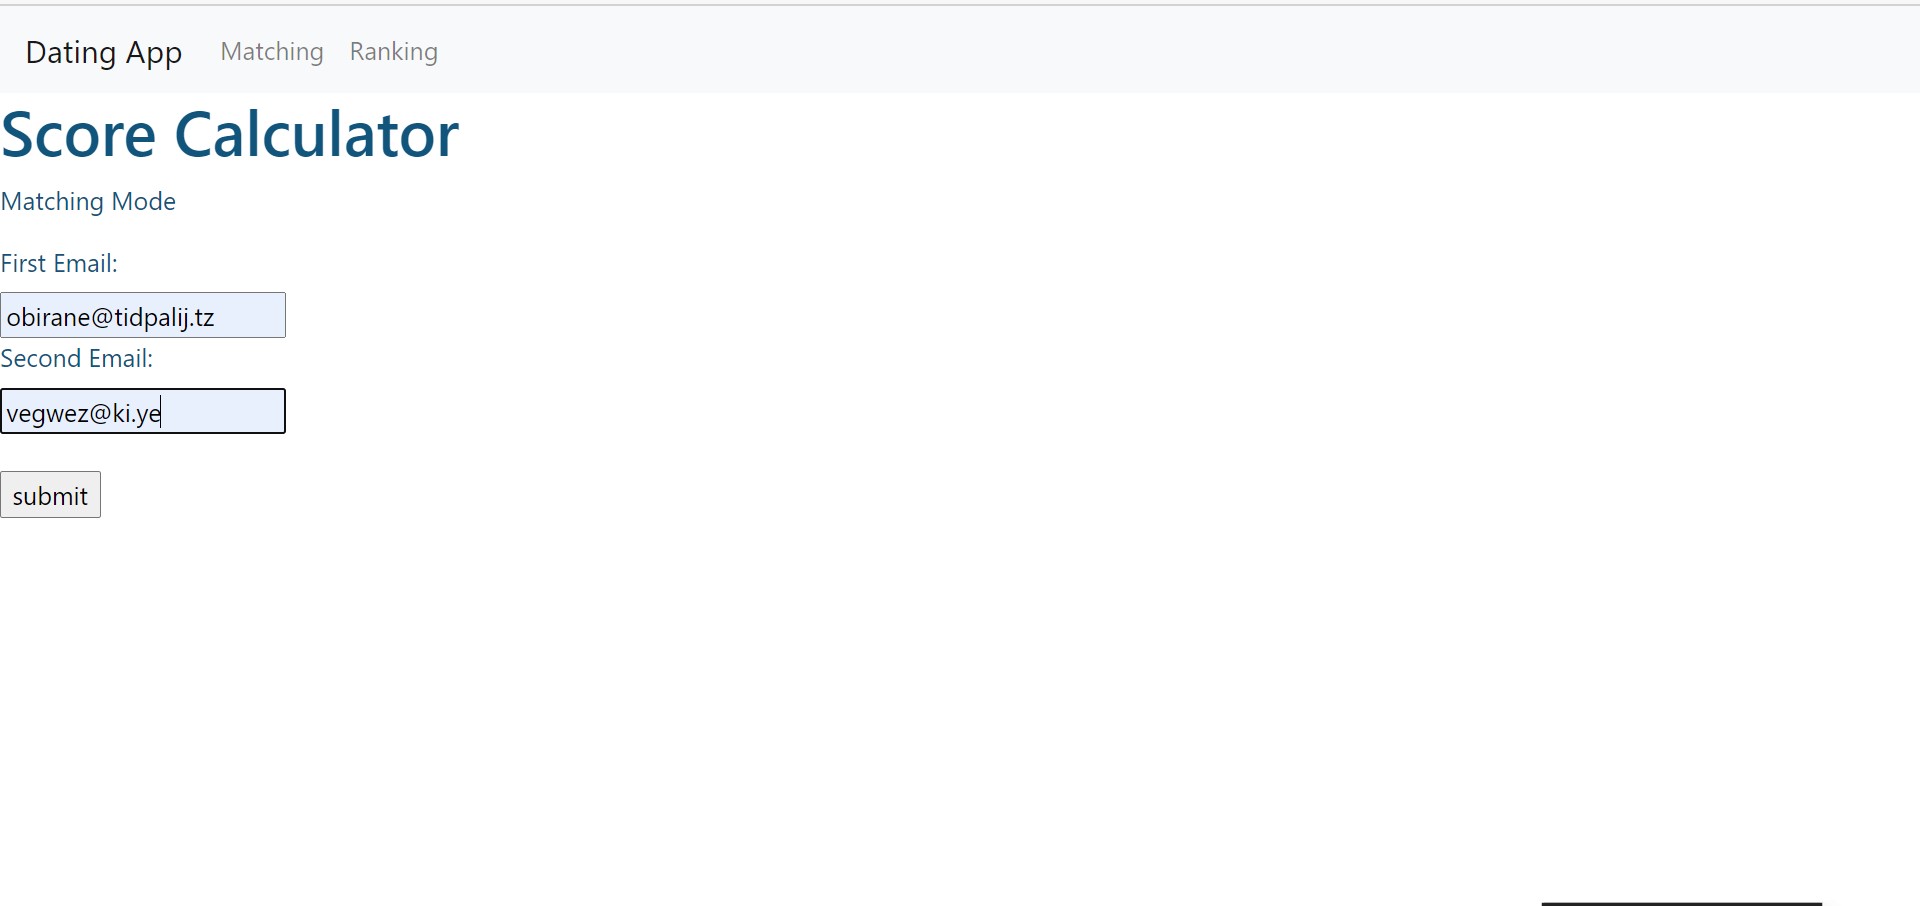 Dating App Matching Ranking
Score Calculator
Matching Mode
First Email:
obirane@tidpalij.tz
Second Email:
vegwez@ki.ye
submit